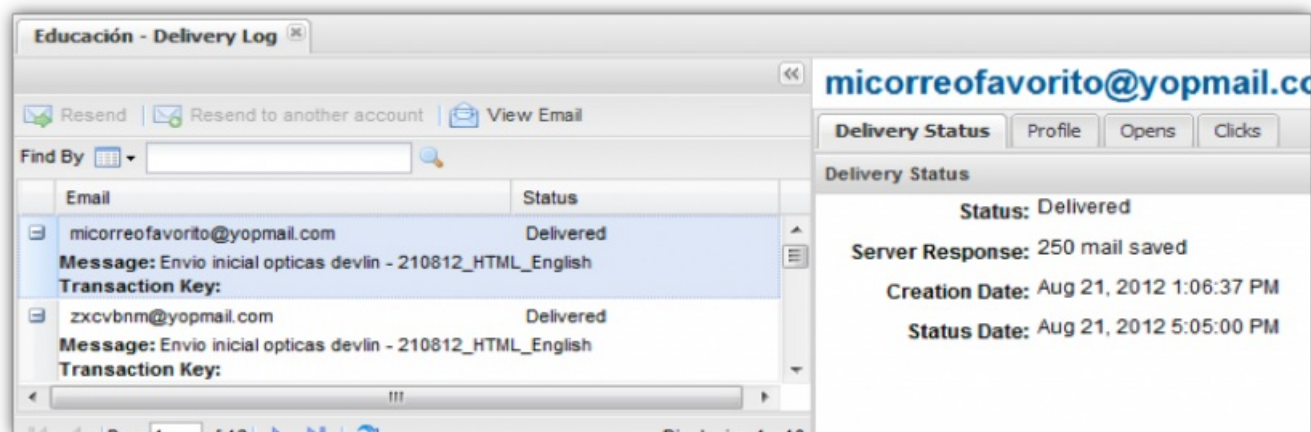 Educación - Delivery Log
Resend Resend to another account View Email
Find By
Email Status
micorreofavorito@yopmail.com Delivered
Message: Envio inicial opticas devlin - 210812_HTML_English
Transaction Key:
zxcvbnm@yopmail.com Delivered
Message: Envio inicial opticas devlin - 210812_HTML_English
Transaction Key:
micorreofavorito@yopmail.co
Delivery Status Profile Opens Clicks
Delivery Status
Status: Delivered
Server Response: 250 mail saved
Creation Date: Aug 21, 2012 1:06:37 PM
Status Date: Aug 21, 2012 5:05:00 PM